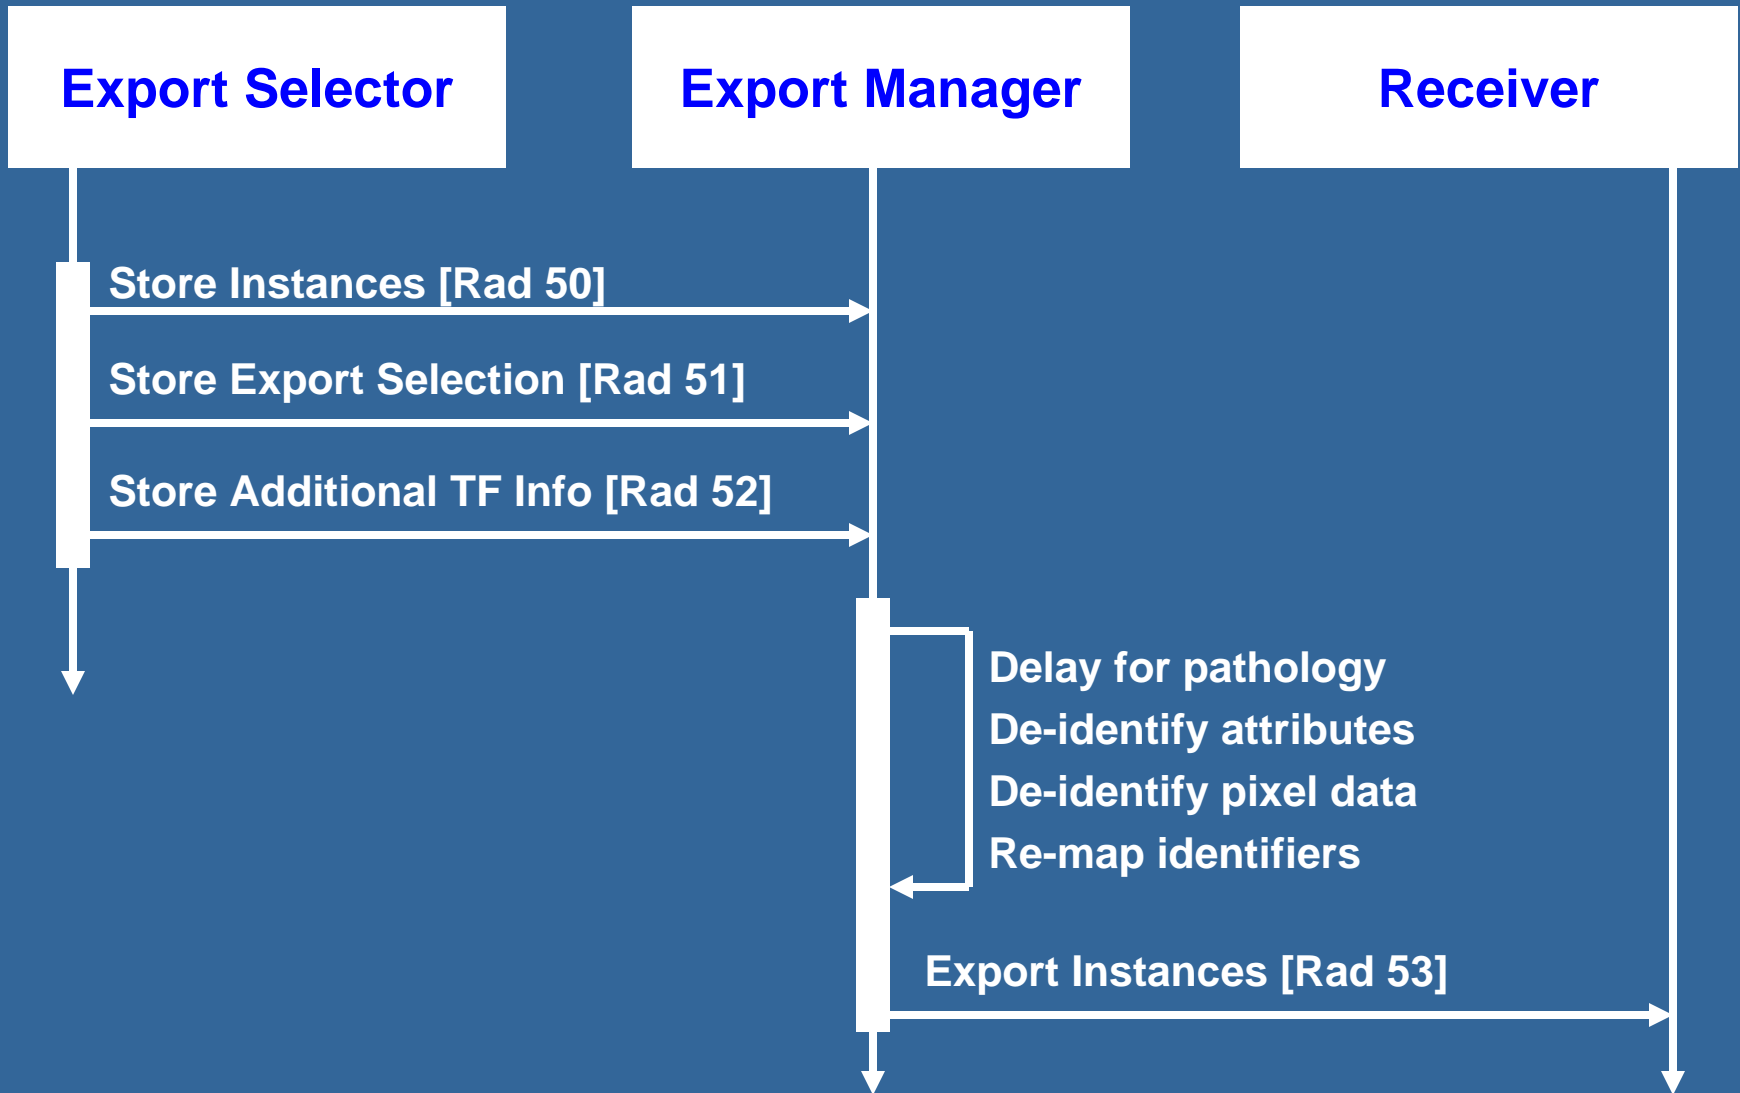 Export Selector
Export Manager
Receiver
Store Instances [Rad 50]
Store Export Selection [Rad 51]
Store Additional TF Info [Rad 52]
Delay for pathology
De-identify attributes
De-identify pixel data
Re-map identifiers
Export Instances [Rad 53]